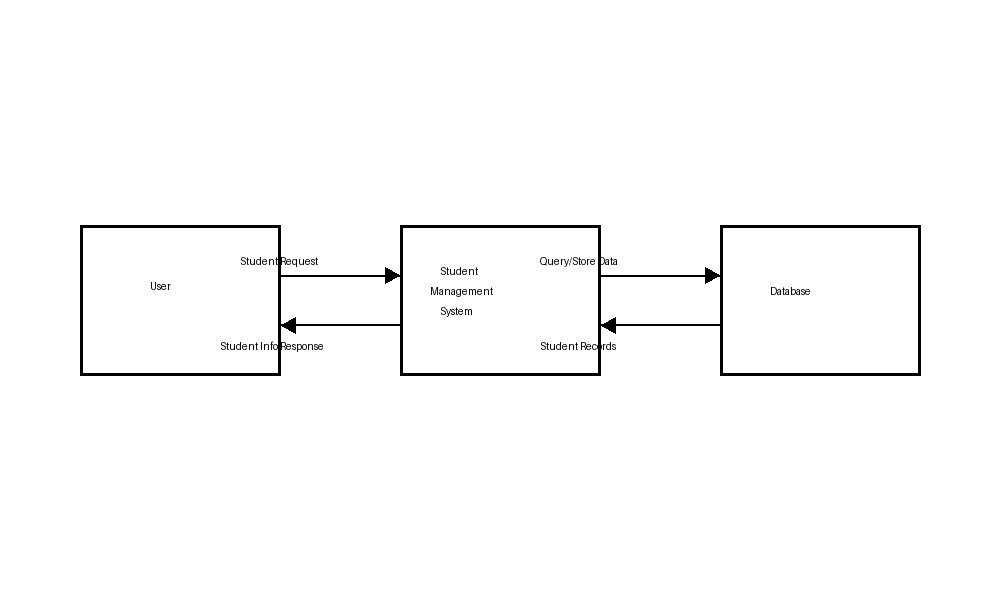 Student Request
Query/Store Data
User
Student
Management
System
Database
Student Info Response
Student Records